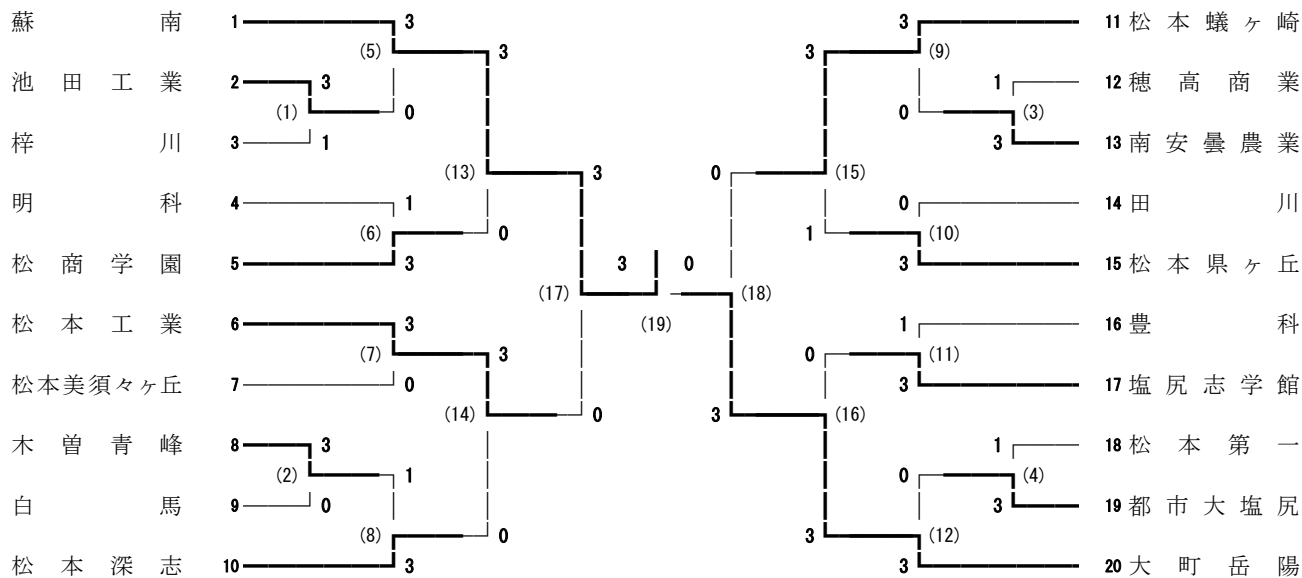 蘇南 1 3 3 11 松本蟻ヶ崎
(5) 3 3 (9)
池田工業 2 3 1 12 穂高商業
(1) 0 0 (3)
梓川 3 1 3 13 南安曇農業
(13) 3 0 (15)
明科 4 1 0 14 田川
(6) 0 1 (10)
松商学園 5 3 3 0 3 15 松本県ヶ丘
(17) (19) (18)
松本工業 6 3 1 16 豊科
(7) 3 0 (11)
松本美須々ヶ丘 7 0 3 17 塩尻志学館
(14) 0 3 (16)
木曽青峰 8 3 1 18 松本第一
(2) 1 0 (4)
白馬 9 0 3 19 都市大塩尻
(8) 0 3 (12)
松本深志 10 3 3 20 大町岳陽